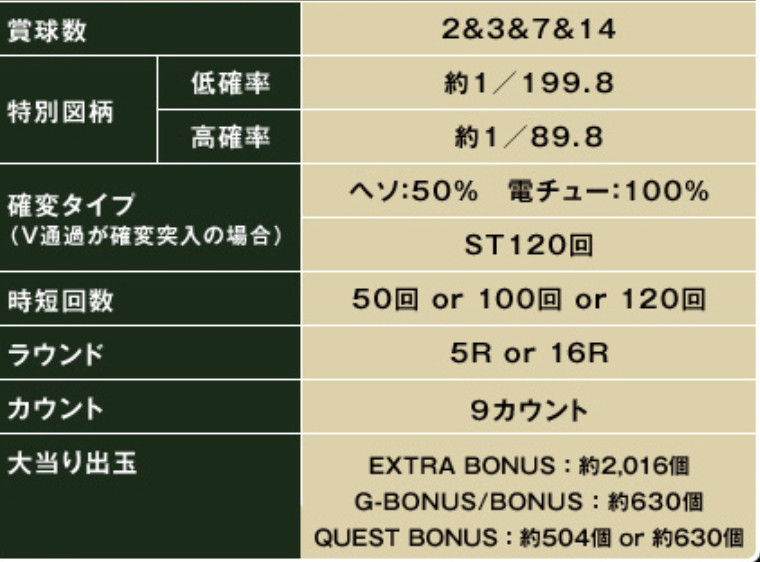 賞球数
2&3&7&14
特別図柄
低確率
約1／199.8
高確率
約1／89.8
確変タイプ
（V通過が確変突入の場合）
ヘソ:50%　電チュー:100%
ST120回
時短回数
50回 or 100回 or 120回
ラウンド
5R or 16R
カウント
9カウント
大当り出玉
EXTRA BONUS：約2,016個
G-BONUS/BONUS：約630個
QUEST BONUS：約504個 or 約630個